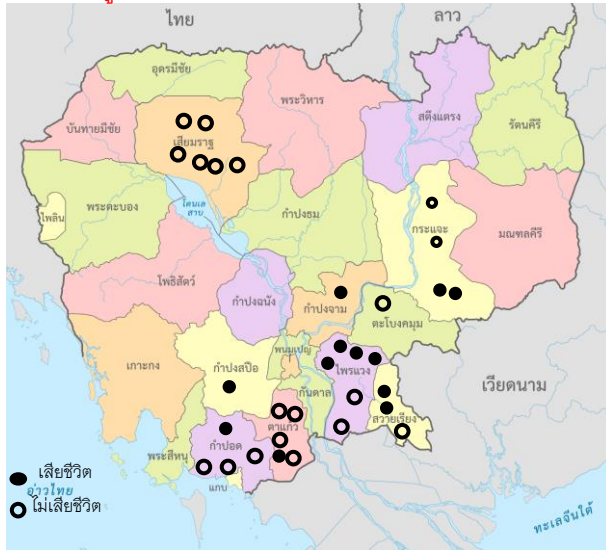 ไทย
ลาว
อุดรมีชัย
พระวิหาร
สตึงแตรง
รัตนคีรี
บันทายมีชัย
เสียมราฐ
ไพลิน
พระตะบอง
โตนเล
สาบ
กำปงธม
กระแจะ
มณฑลคีรี
โพธิสัตว์
กำปงฉนัง
กำปงจาม
ตะโบงคมุม
เกาะกง
กำปงสปือ
พนมเปญ
กันดาล
ไพรแวง
เวียดนาม
สวายเรียง
ตาแก้ว
กำปอด
พระสีหนุ
แกบ
เสียชีวิต
อ่าวไทย
ไม่เสียชีวิต
ทะเลจีนใต้